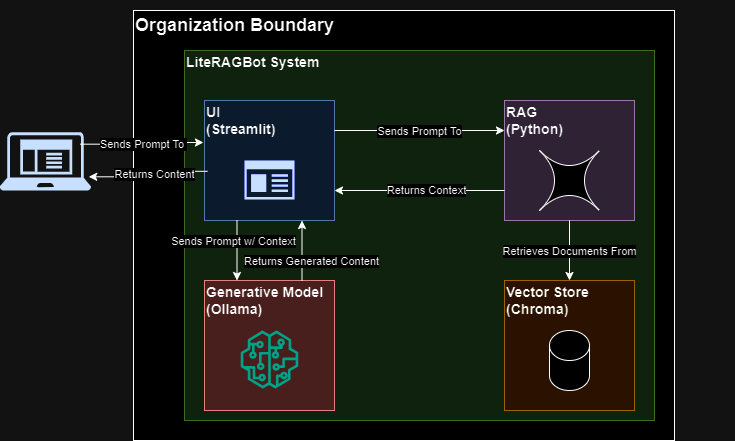 Organization Boundary
LiteRAGBot System
UI
(Streamlit)
RAG
(Python)
Sends Prompt To
Sends Prompt To
Returns Content
Returns Context
Sends Prompt w/ Context
Returns Generated Content
Retrieves Documents From
Generative Model
(Ollama)
Vector Store
(Chroma)